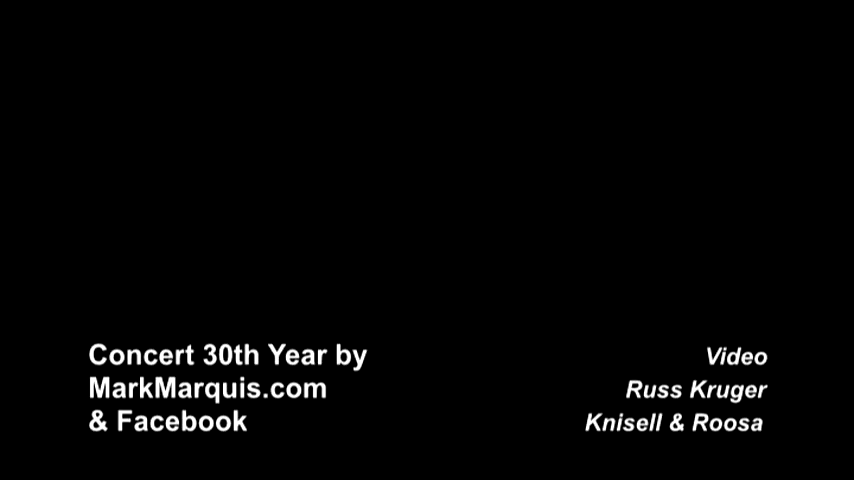 Concert 30th Year by
MarkMarquis.com
& Facebook
Video
Russ Kruger
Knisell & Roosa